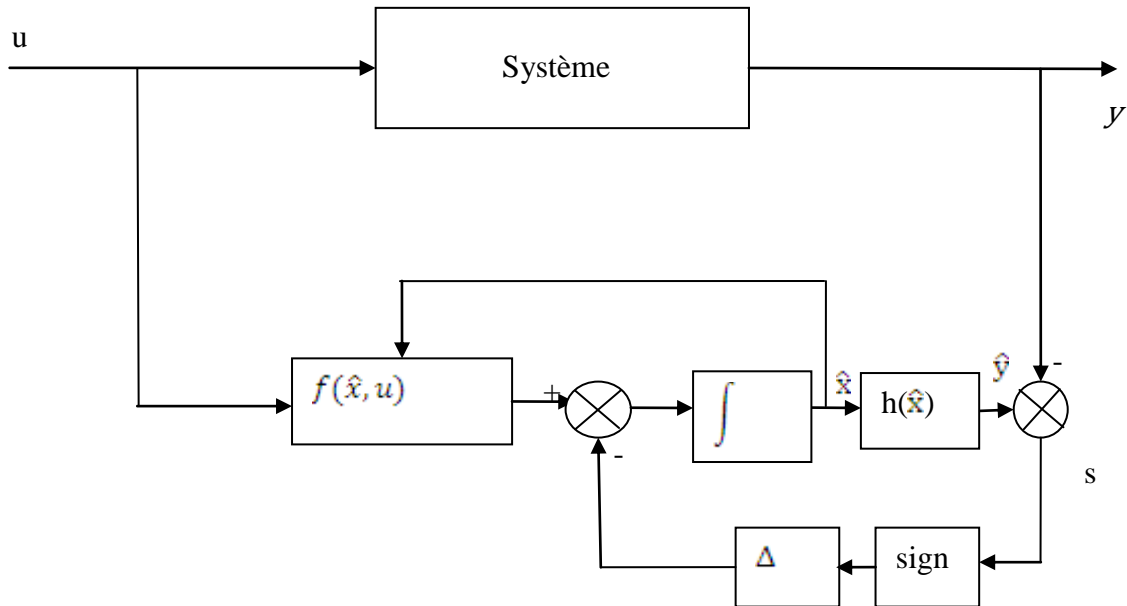 u
Système
y
f(x̂, u)
+
-
∫
x̂
h(x̂)
ŷ
-
s
Δ
sign